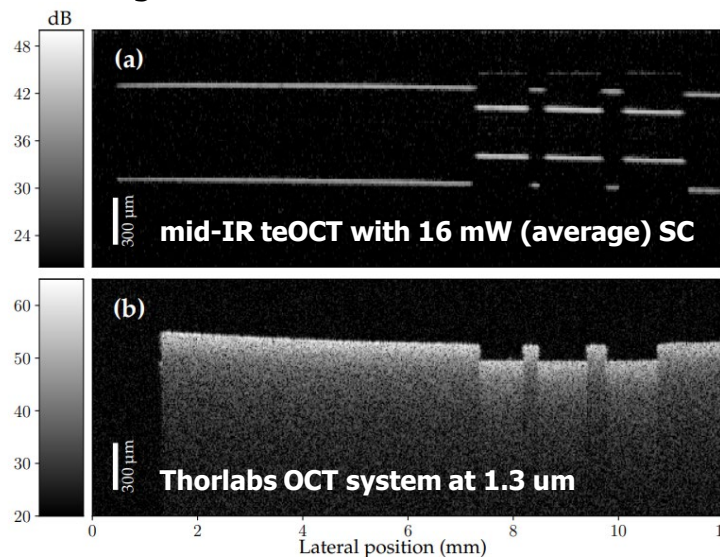 dB
48
42
36
30
24
(a)
300 µm
mid-IR teOCT with 16 mW (average) SC
60
50
40
30
20
(b)
300 µm
Thorlabs OCT system at 1.3 um
0
2
4
6
8
10
Lateral position (mm)